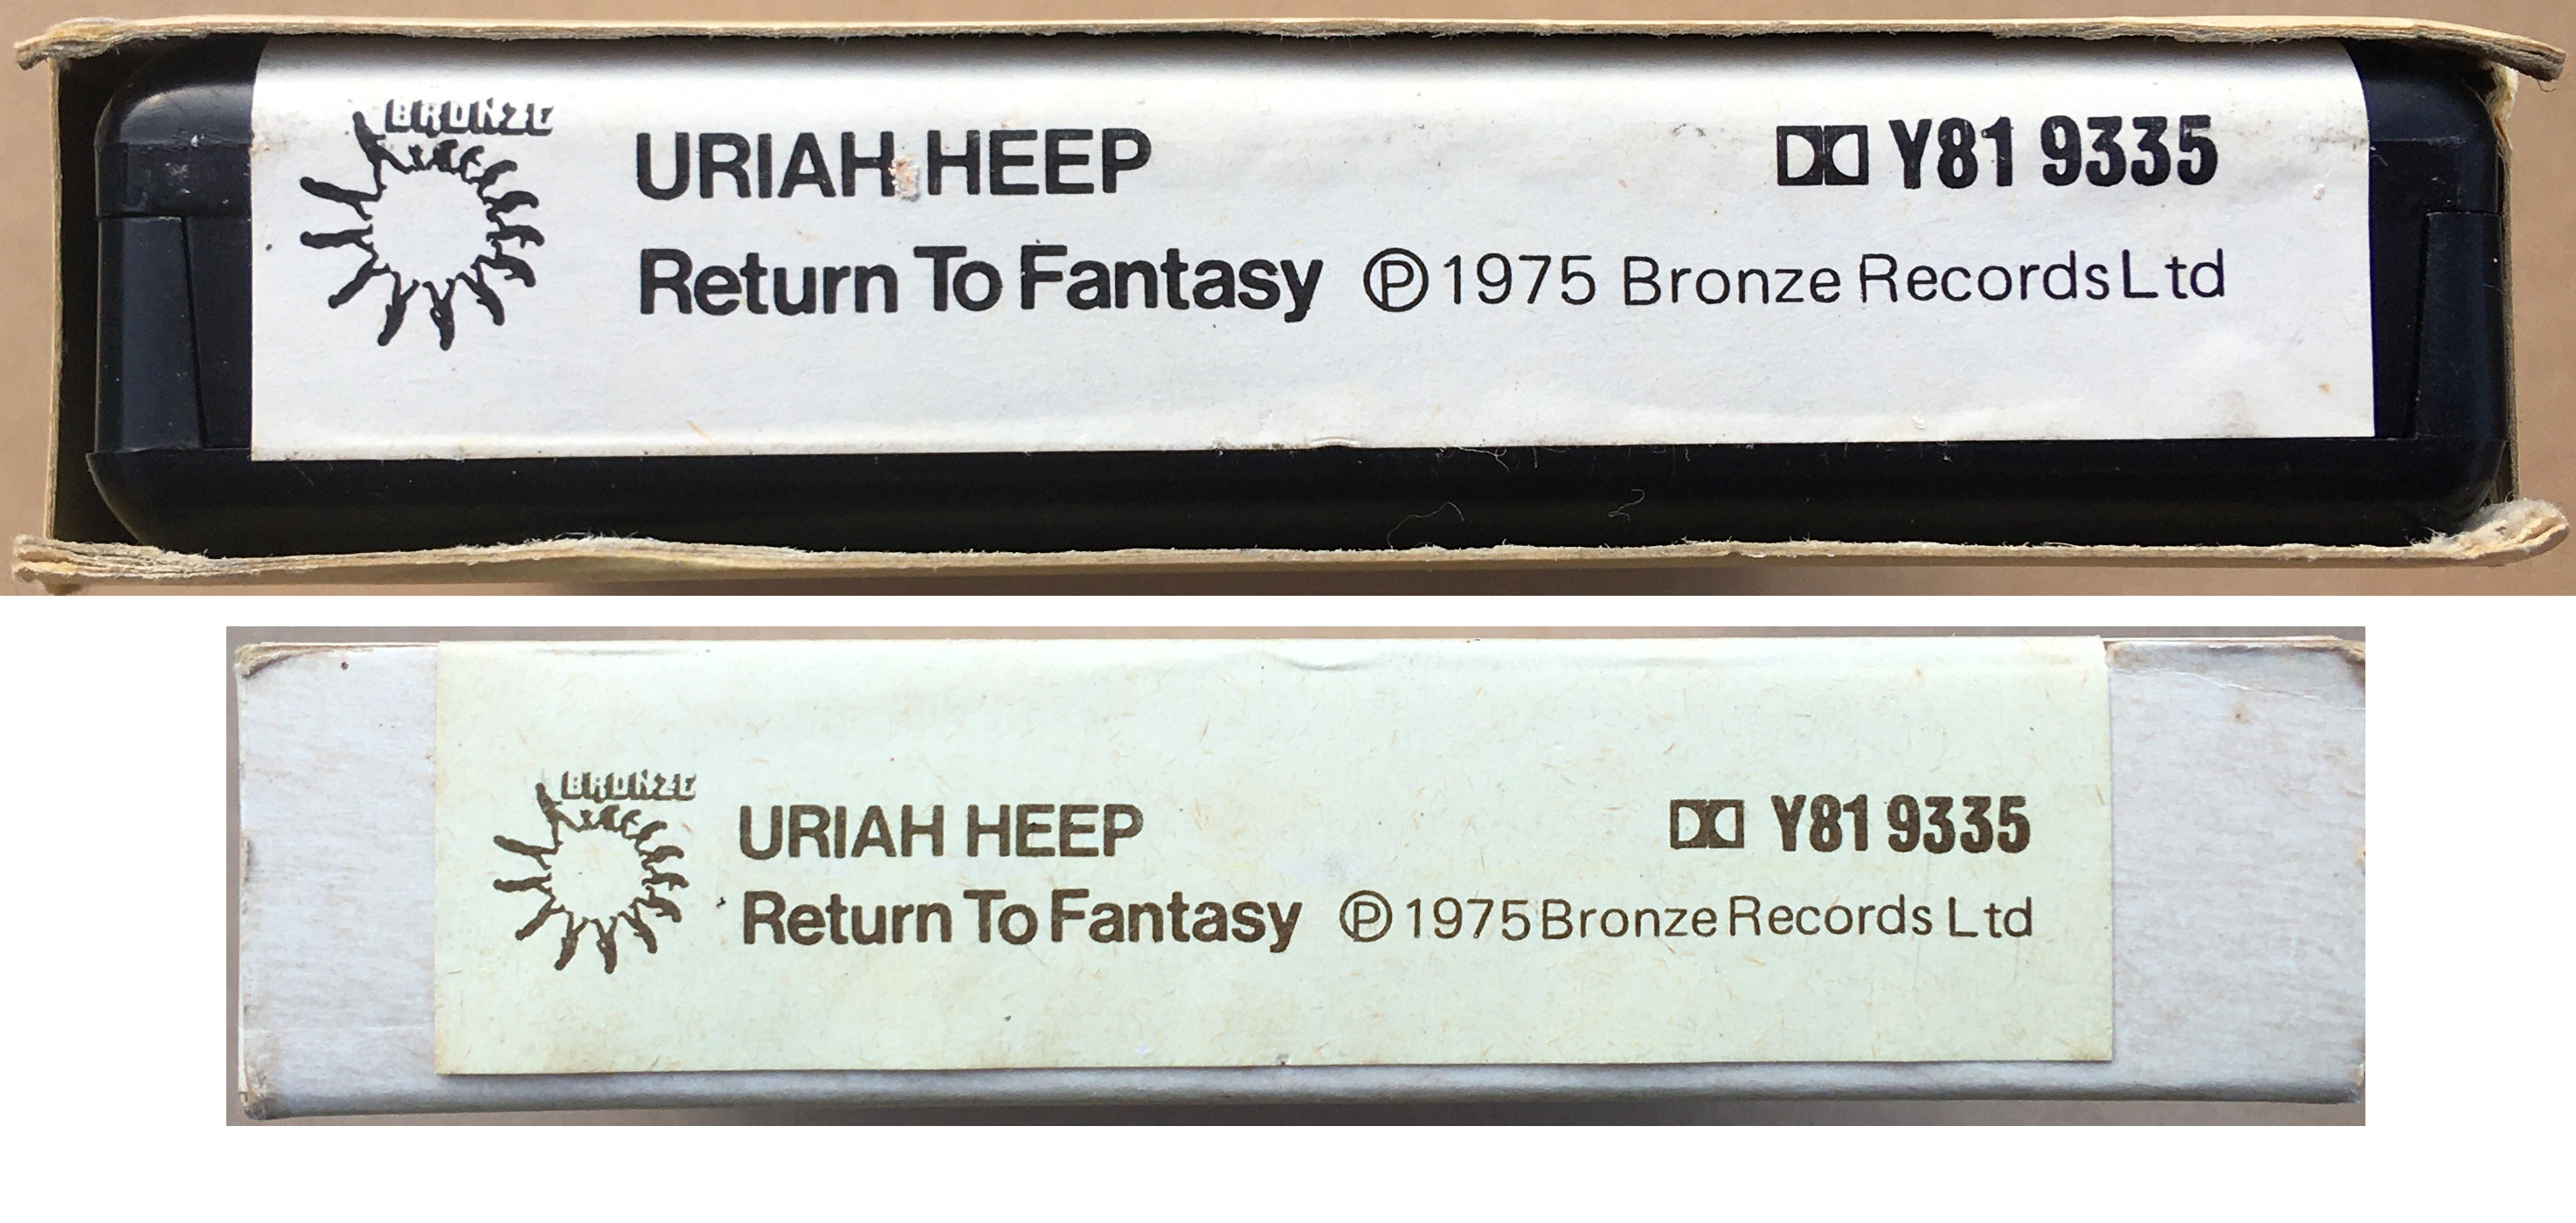 BRONZE
URIAH HEEP Y81 9335
Return To Fantasy ℗ 1975 Bronze Records Ltd
BRONZE
URIAH HEEP Y81 9335
Return To Fantasy ℗ 1975 Bronze Records Ltd